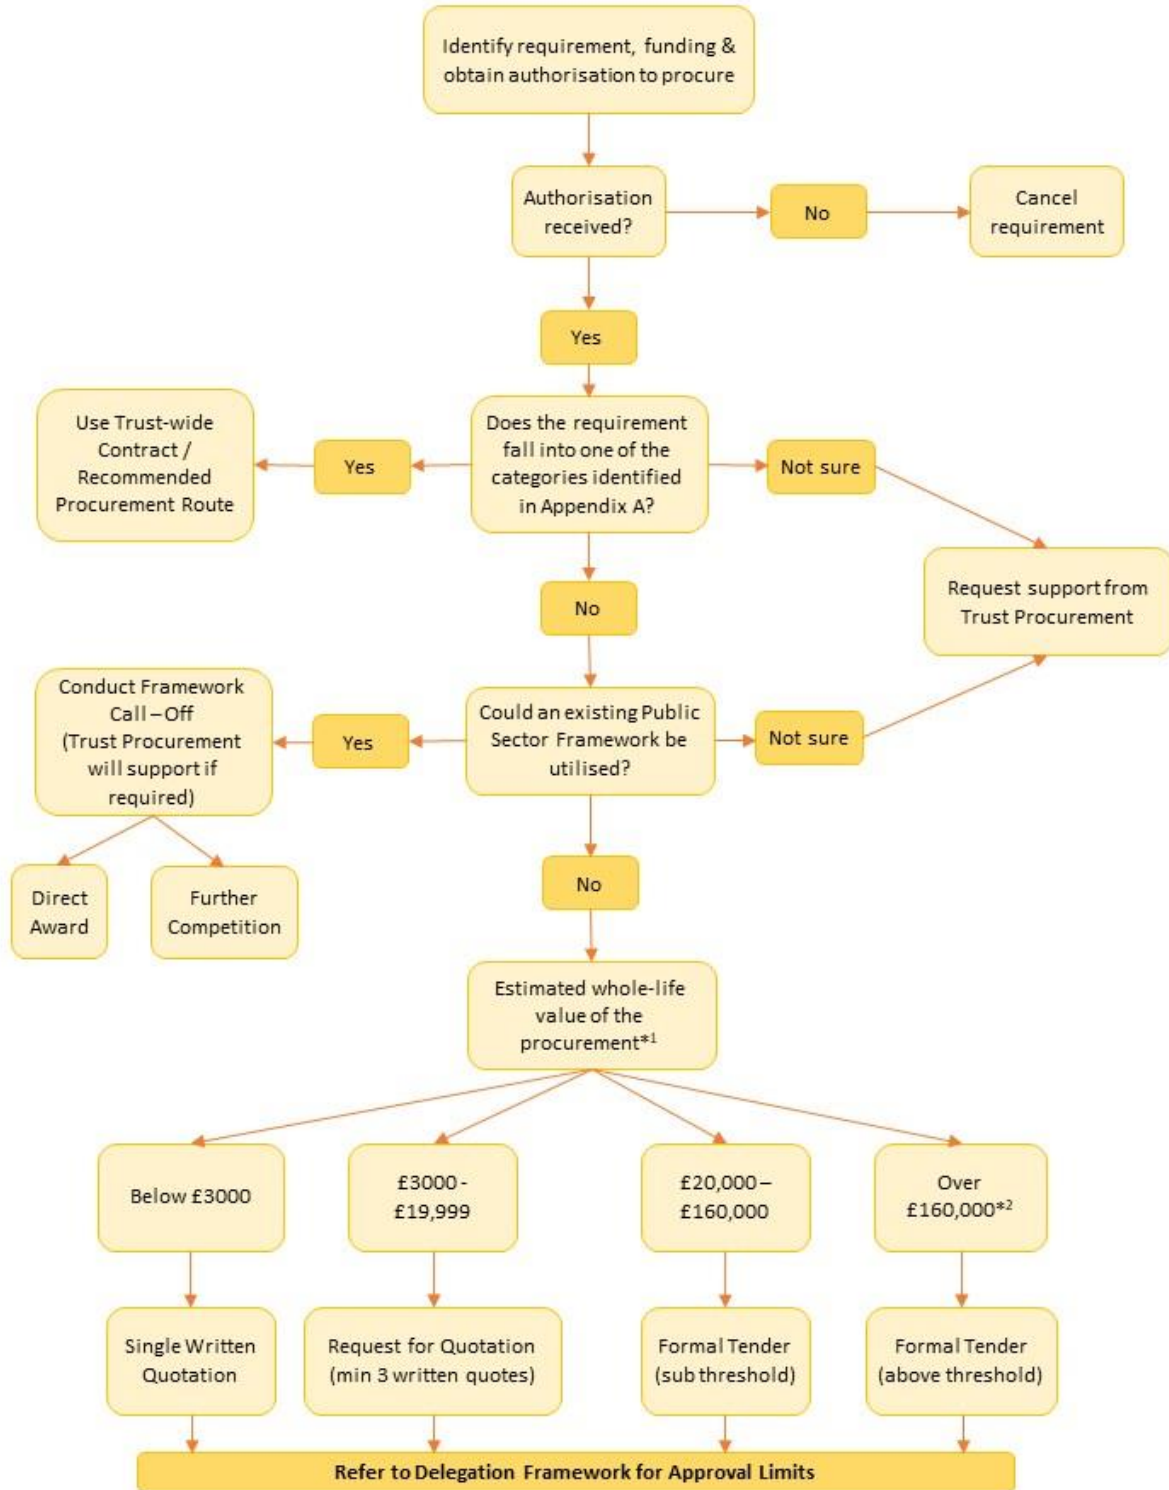 Identify requirement, funding &
obtain authorisation to procure
Authorisation
received?
No
Cancel
requirement
Yes
Use Trust-wide
Contract /
Recommended
Procurement Route
Yes
Does the requirement
fall into one of the
categories identified
in Appendix A?
Not sure
Request support from
Trust Procurement
No
Conduct Framework
Call – Off
(Trust Procurement
will support if
required)
Yes
Could an existing Public
Sector Framework be
utilised?
Not sure
Direct
Award
Further
Competition
No
Estimated whole-life
value of the
procurement*1
Below £3000
£3000 -
£19,999
£20,000 –
£160,000
Over
£160,000*2
Single Written
Quotation
Request for Quotation
(min 3 written quotes)
Formal Tender
(sub threshold)
Formal Tender
(above threshold)
Refer to Delegation Framework for Approval Limits